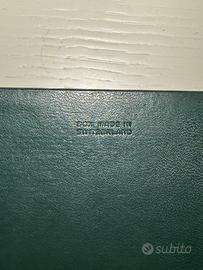 BOX MADE IN
SWITZERLAND
subito